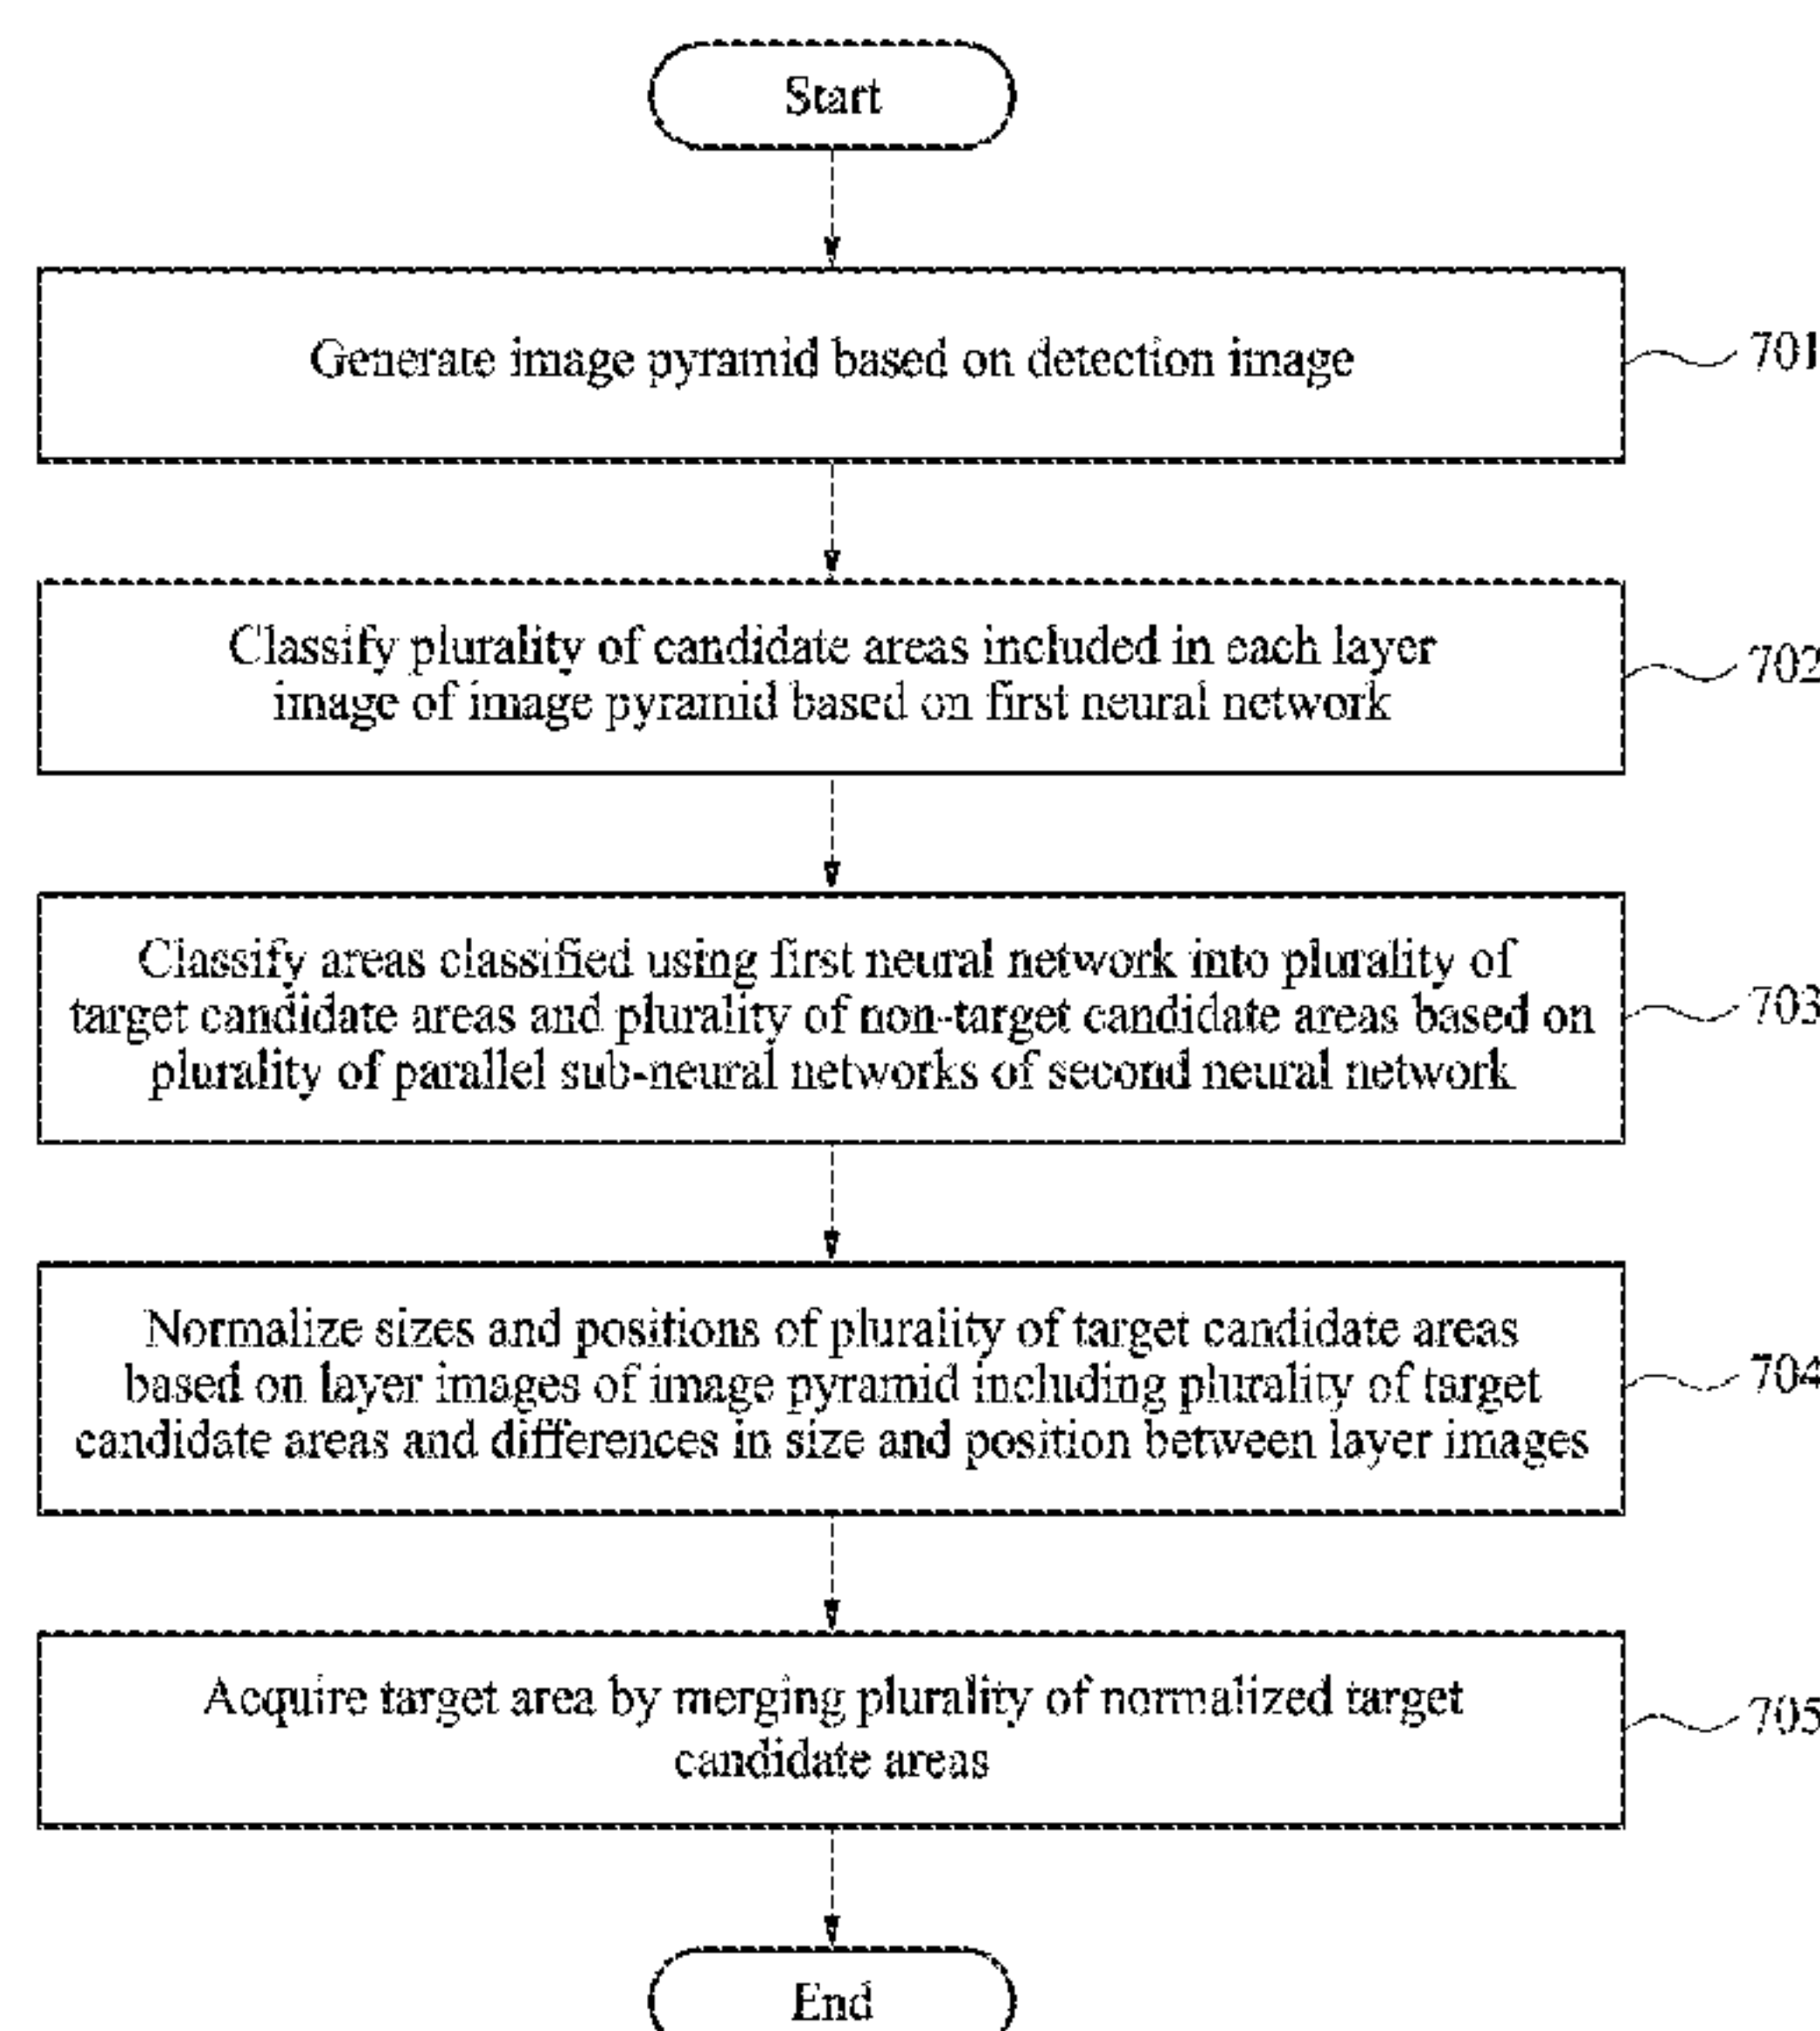 Start
Generate image pyramid based on detection image
701
Classify plurality of candidate areas included in each layer
image of image pyramid based on first neural network
702
Classify areas classified using first neural network into plurality of
target candidate areas and plurality of non-target candidate areas based on
plurality of parallel sub-neural networks of second neural network
703
Normalize sizes and positions of plurality of target candidate areas
based on layer images of image pyramid including plurality of target
candidate areas and differences in size and position between layer images
704
Acquire target area by merging plurality of normalized target
candidate areas
705
End